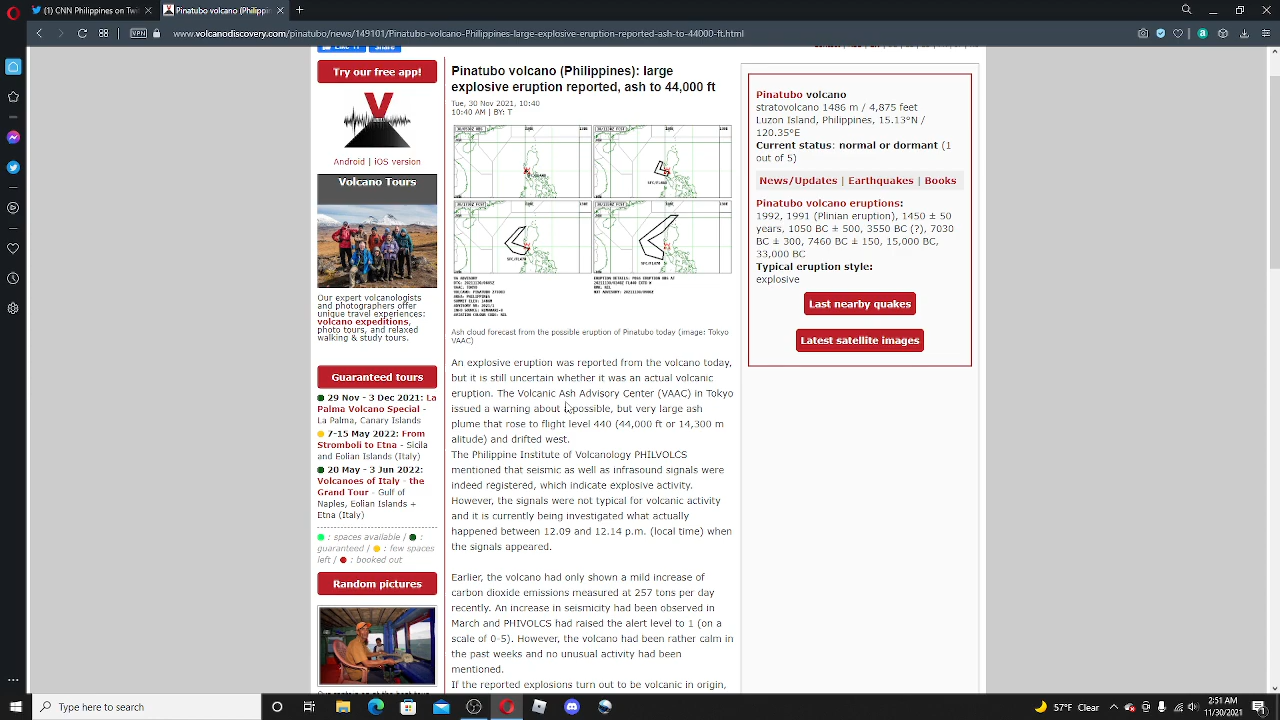 (1) CNN Philippines on Twi
Pinatubo volcano (Philippin
VPN
www.volcanodiscovery.com/pinatubo/news/149101/Pinatubo-volcano-Philippines-large-explosive-eruption-reported-ash-to-44000-ft.html
Like it
Share
Try our free app!
Android | iOS version
Volcano Tours
Our expert volcanologists
and photographers offer
unique travel experiences:
volcano expeditions,
photo tours, and relaxed
walking & study tours.
Guaranteed tours
29 Nov - 3 Dec 2021: La
Palma Volcano Special -
La Palma, Canary Islands
7-15 May 2022: From
Stromboli to Etna - Sicila
and Eolian Islands (Italy)
20 May - 3 Jun 2022:
Volcanoes of Italy - the
Grand Tour - Gulf of
Naples, Eolian Islands +
Etna (Italy)
: spaces available / :
guaranteed / : few spaces
left / : booked out
Random pictures
Pinatubo volcano (Philippines): large
explosive eruption reported, ash to 44,000 ft
Tue, 30 Nov 2021, 10:40
10:40 AM | BY: T
Ash cloud forecast from the possible eruption of Pinatubo today (image: Tokyo
VAAC)
An explosive eruption was reported from the volcano today,
but it is still uncertain whether it was an actual volcanic
eruption. The Volcanic Ash Advisory Center (VAAC) in Tokyo
issued a warning about a possible, but very large ash
plume that rose to flight level 440 (44,000 ft or 14,300 m
alitude) and drifted west.
The Philippine Institute of Volcanology PHILVOLCS
mentioned that seismic as well as infrasound signals were
indeed registered, which indicate explosive activity.
However, the signals were not typical for volcanic activity
and it is currently being investigated what actually
happened between 12.09 and 12.14 p.m. (local time) when
the signals appeared.
Earlier, the volcano had only shown a mild increase of
carbon dioxide emissions measured at 257 tons per day
recently. An increase in seismicity had been observed in
March and PHIVOLCS had raised the alert level to 1 (on a
scale of 0-5). However, the volcano had been rather calm in
the past weeks and no unusual activity had been
mentioned.
If the reported explosions turn out to be volcanic in origin,
Pinatubo volcano
stratovolcano 1486 m / 4,875 feet
Luzon Island, Philippines, 15.13°N /
120.35°E
Current status: normal or dormant (1
out of 5)
News/Updates | Earthquakes | Books
Pinatubo volcano eruptions:
1992, 1991 (Plinian eruption), 1450 ± 50
years, 1050 BC ± 500, 3550 BC (?), 7030
BC ± 300, 7460 BC ± 150, 15,000 BC,
33,000 BC
Typical eruption style:
explosive
Last nearby quakes
Latest satellite images
Type here to search
57°F
2:51 AM
11/30/2021